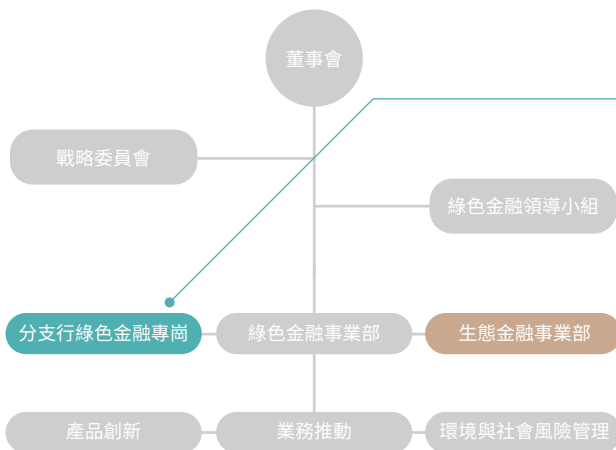 董事會
戰略委員會
綠色金融領導小組
分支行綠色金融專崗
綠色金融事業部
生態金融事業部
產品創新
業務推動
環境與社會風險管理